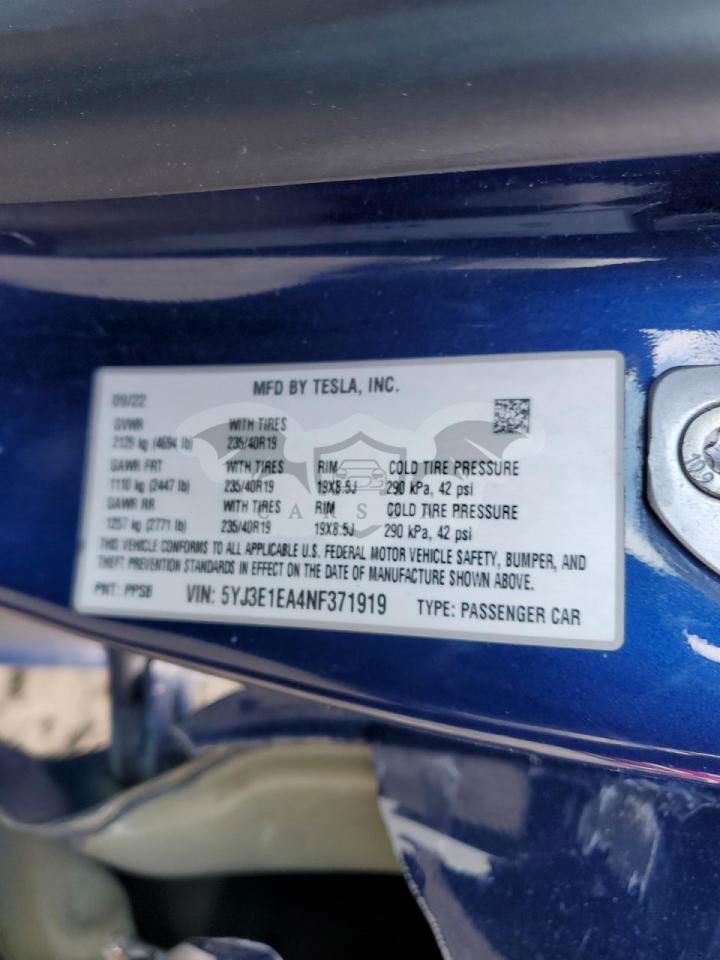 09/22 MFD BY TESLA, INC.
GVWR WITH TIRES
2129 kg (4694 lb) 235/40R19
GAWR FRT WITH TIRES RIM COLD TIRE PRESSURE
1110 kg (2447 lb) 235/40R19 19X8.5J 290 kPa, 42 psi
GAWR RR WITH TIRES RIM COLD TIRE PRESSURE
1257 kg (2771 lb) 235/40R19 19X8.5J 290 kPa, 42 psi
CARS
THIS VEHICLE CONFORMS TO ALL APPLICABLE U.S. FEDERAL MOTOR VEHICLE SAFETY, BUMPER, AND
THEFT PREVENTION STANDARDS IN EFFECT ON THE DATE OF MANUFACTURE SHOWN ABOVE.
PNT: PPSB VIN: 5YJ3E1EA4NF371919 TYPE: PASSENGER CAR
10.9